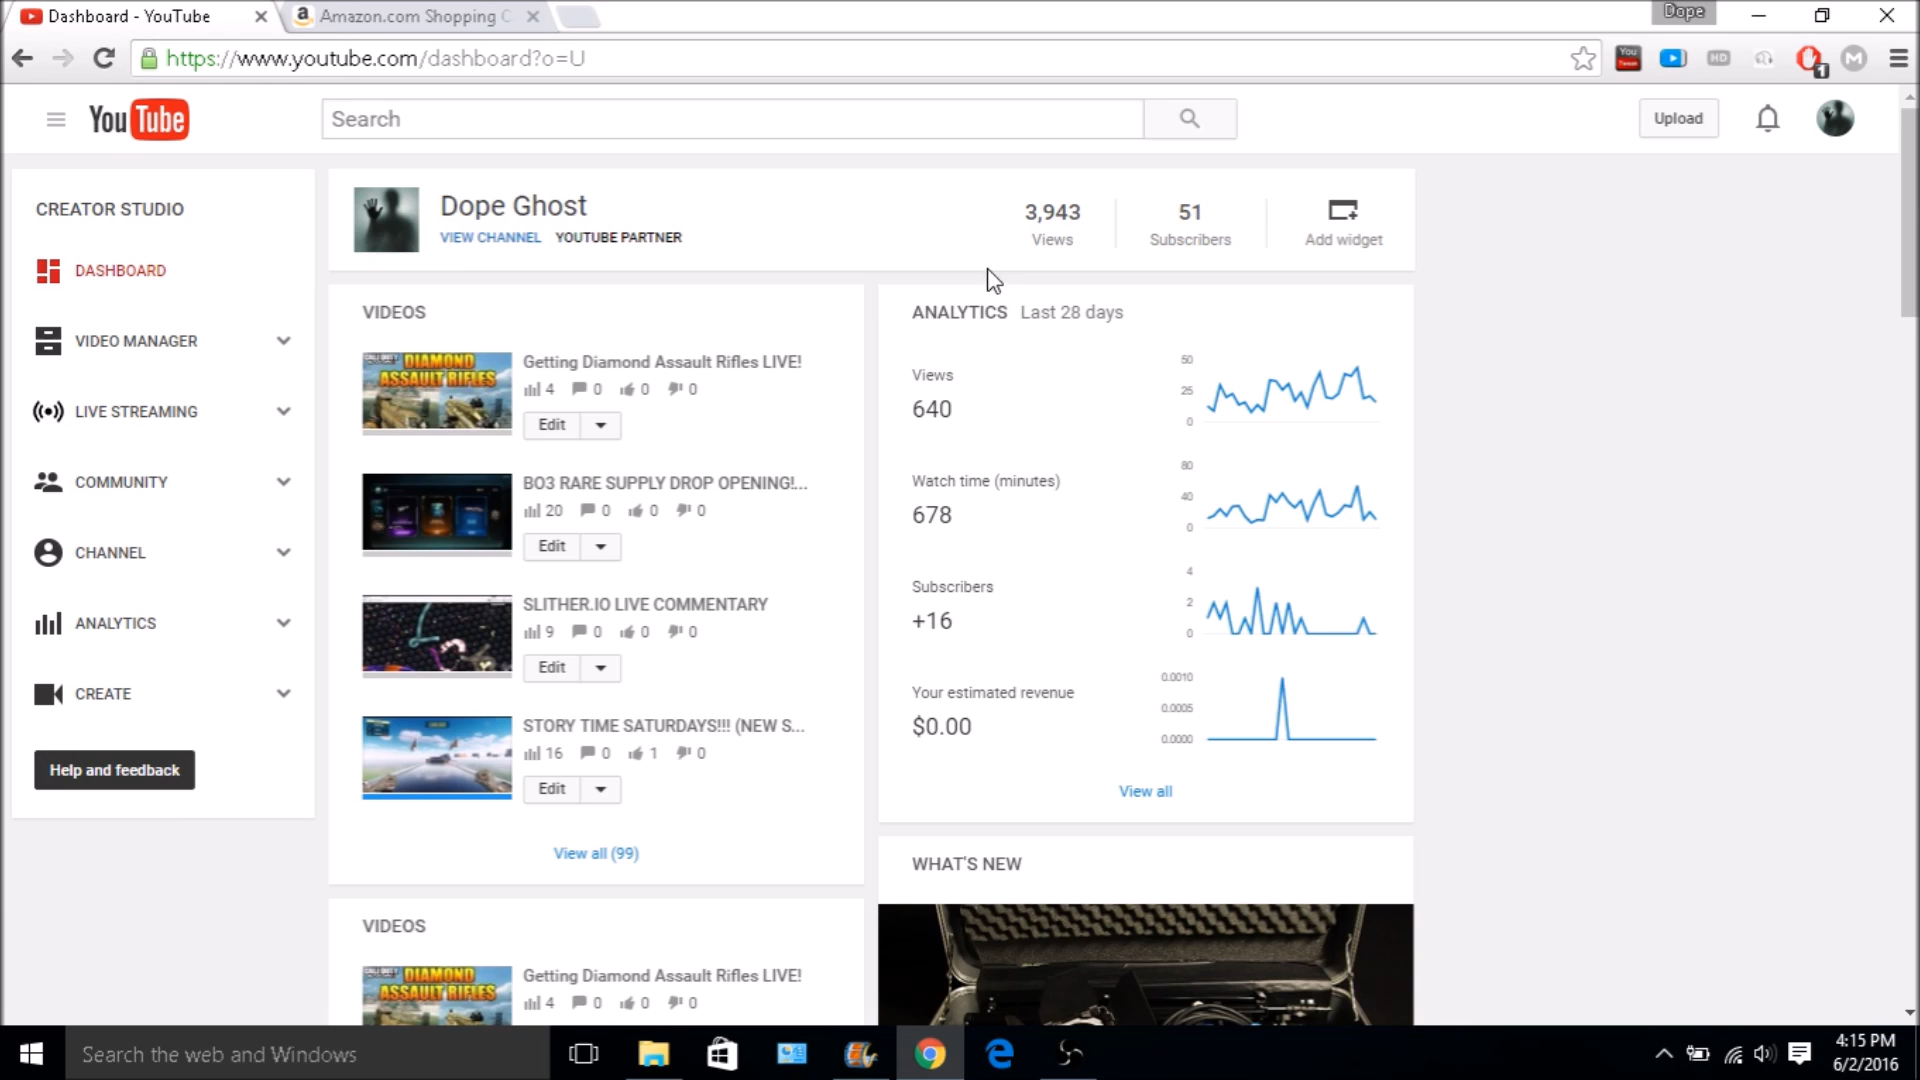 Dashboard - YouTube
Amazon.com Shopping C
Dope
https://www.youtube.com/dashboard?o=U
You
HD
1
M
YouTube
Search
Upload
CREATOR STUDIO
DASHBOARD
VIDEO MANAGER
LIVE STREAMING
COMMUNITY
CHANNEL
ANALYTICS
CREATE
Help and feedback
Dope Ghost
VIEW CHANNEL YOUTUBE PARTNER
3,943
Views
51
Subscribers
Add widget
VIDEOS
DIAMOND
ASSAULT RIFLES
Getting Diamond Assault Rifles LIVE!
4 0 0 0
Edit
BO3 RARE SUPPLY DROP OPENING!...
20 0 0 0
Edit
SLITHER.IO LIVE COMMENTARY
9 0 0 0
Edit
STORY TIME SATURDAYS!!! (NEW S...
16 0 1 0
Edit
View all (99)
VIDEOS
DIAMOND
ASSAULT RIFLES
Getting Diamond Assault Rifles LIVE!
4 0 0 0
ANALYTICS Last 28 days
Views
640
50
25
0
Watch time (minutes)
678
80
40
0
Subscribers
+16
4
2
0
Your estimated revenue
$0.00
0.0010
0.0005
0.0000
View all
WHAT'S NEW
Search the web and Windows
4:15 PM
6/2/2016